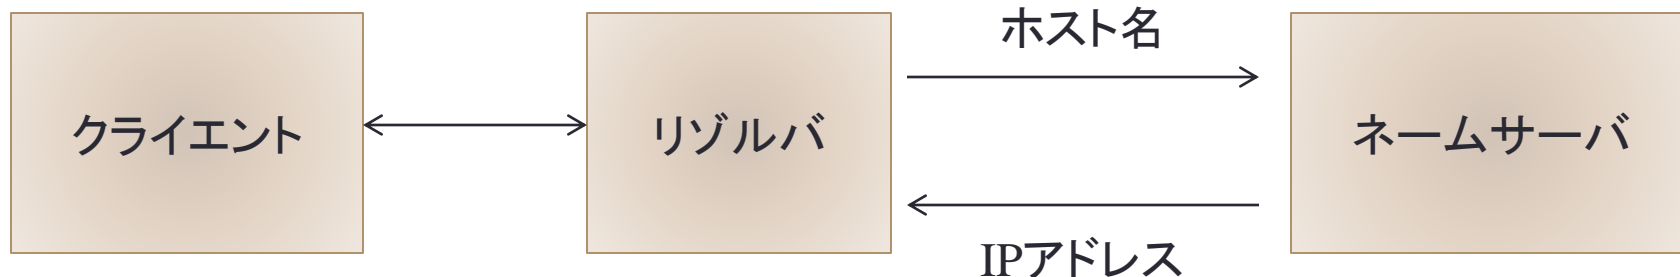 ホスト名
クライエント
リゾルバ
ネームサーバ
IPアドレス